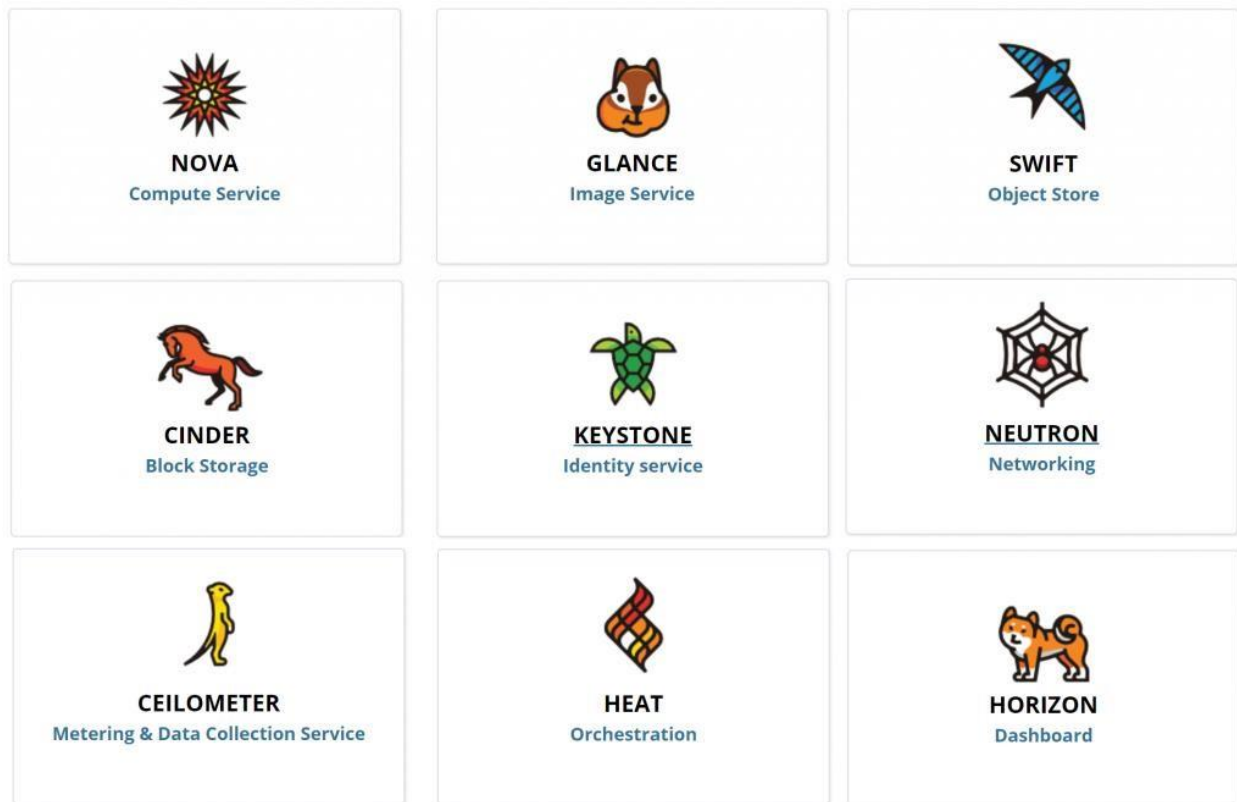 NOVA
Compute Service
GLANCE
Image Service
SWIFT
Object Store
CINDER
Block Storage
KEYSTONE
Identity service
NEUTRON
Networking
CEILOMETER
Metering & Data Collection Service
HEAT
Orchestration
HORIZON
Dashboard